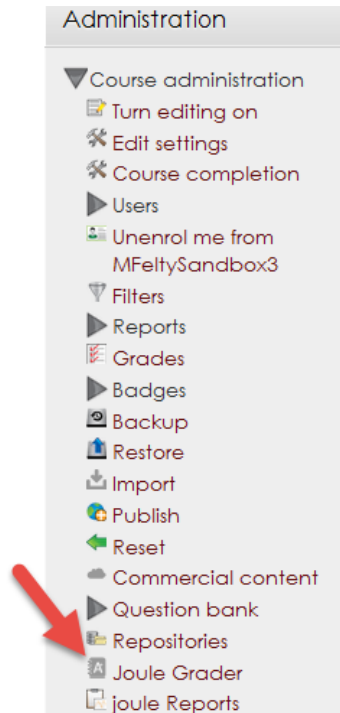 Administration
Course administration
Turn editing on
Edit settings
Course completion
Users
Unenrol me from
MFeltySandbox3
Filters
Reports
Grades
Badges
Backup
Restore
Import
Publish
Reset
Commercial content
Question bank
Repositories
Joule Grader
joule Reports